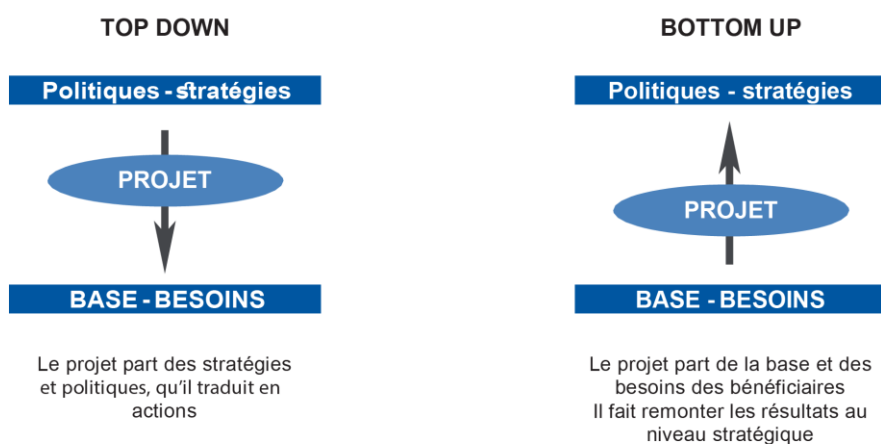 TOP DOWN
Politiques - stratégies
PROJET
BASE - BESOINS
Le projet part des stratégies
et politiques, qu'il traduit en
actions
BOTTOM UP
Politiques - stratégies
PROJET
BASE - BESOINS
Le projet part de la base et des
besoins des bénéficiaires
Il fait remonter les résultats au
niveau stratégique